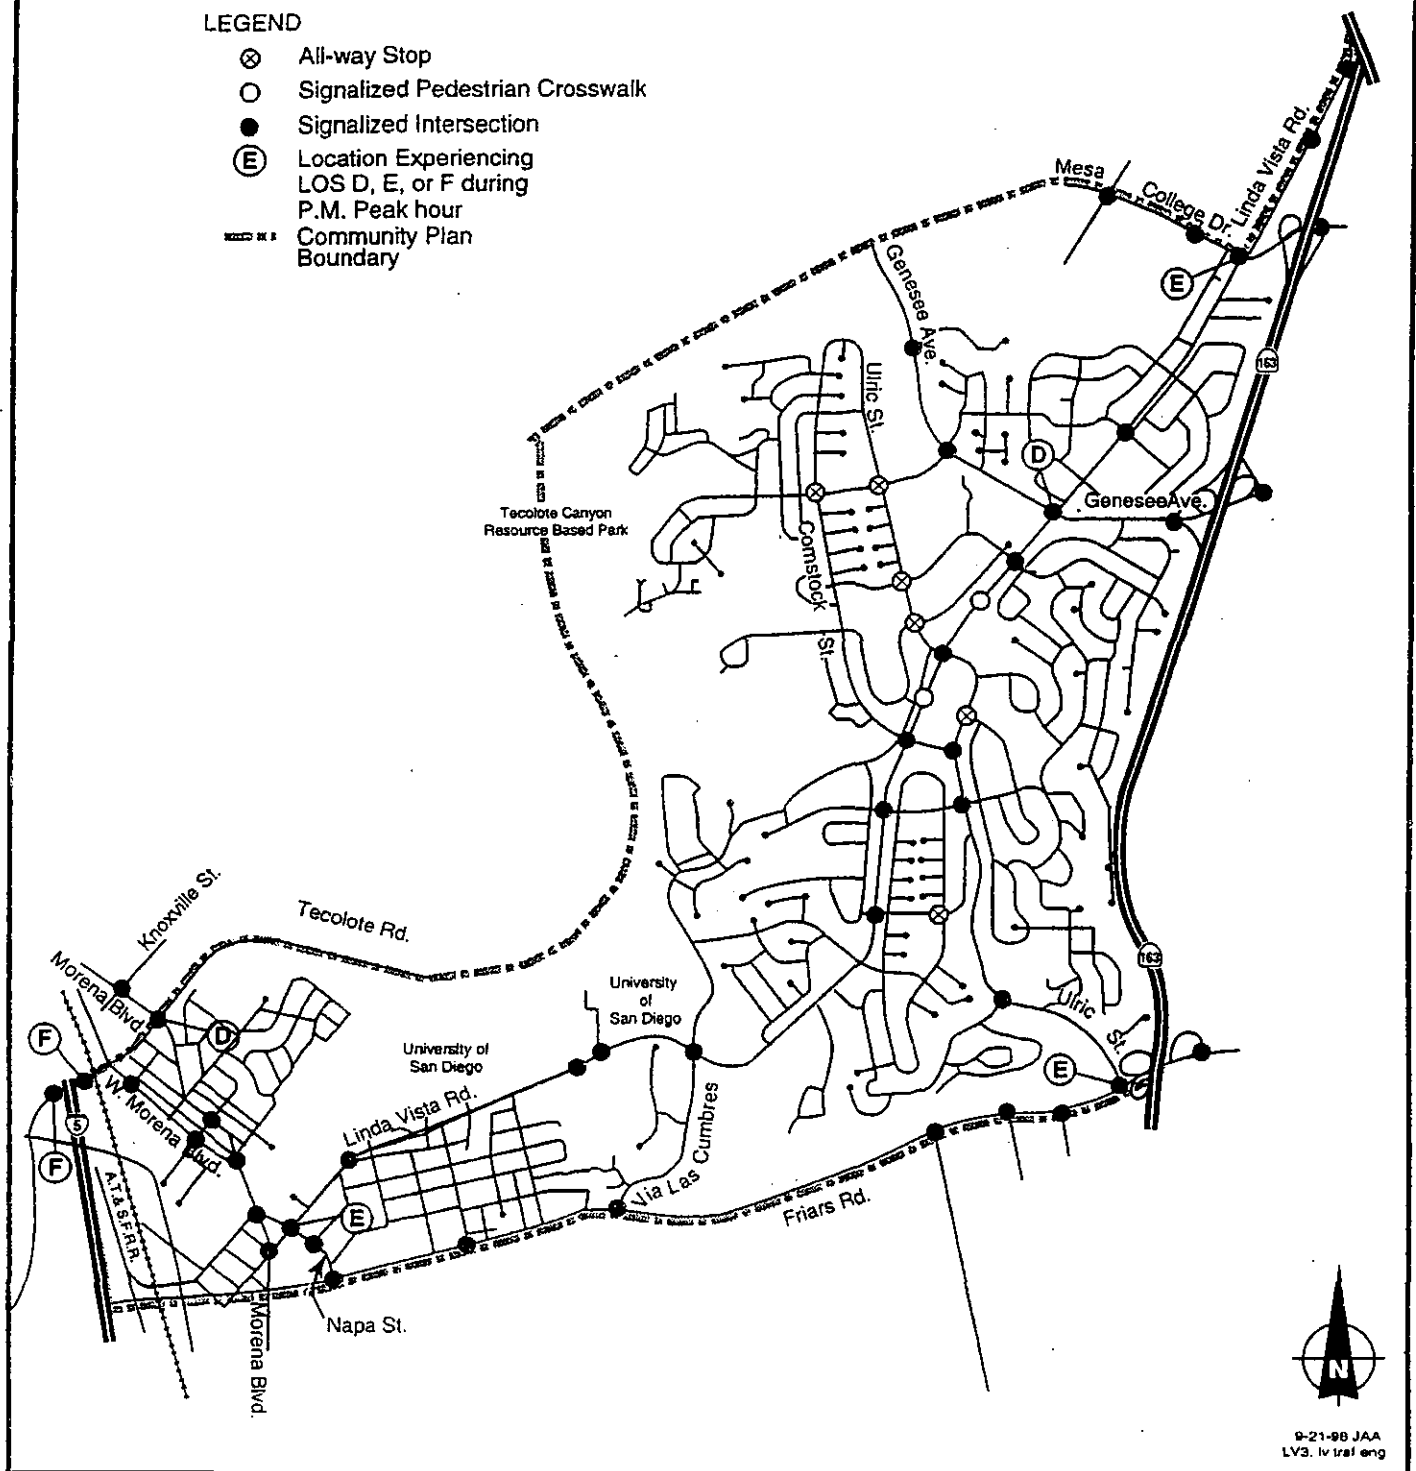 LEGEND
All-way Stop
Signalized Pedestrian Crosswalk
Signalized Intersection
E Location Experiencing
LOS D, E, or F during
P.M. Peak hour
Community Plan
Boundary
Mesa
College Dr.
Linda Vista Rd.
E
Genesee Ave.
163
Ulric St.
D
Genesee Ave.
Tecolote Canyon
Resource Based Park
Comstock
St.
Knoxville St.
Tecolote Rd.
Morena Blvd.
163
University
of
San Diego
Ulric
St.
F
D
University of
San Diego
E
W. Morena Blvd.
Linda Vista Rd.
5
F
Via Las Cumbres
A.T. & S.F.R.R.
E
Friars Rd.
Napa St.
Morena Blvd.
N
9-21-98 JAA
LV3. lv traf eng